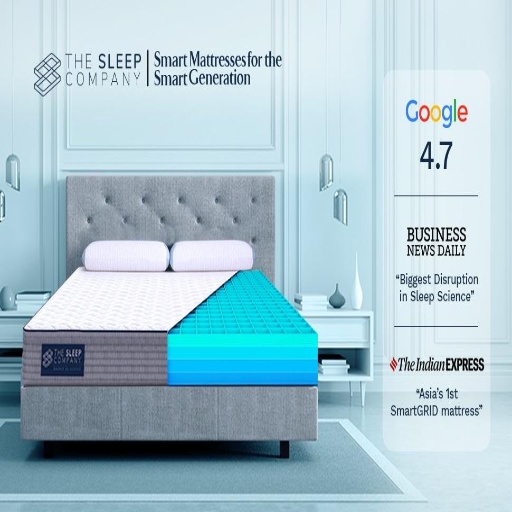 THE SLEEP
COMPANY
Smart Mattresses for the
Smart Generation
Google
4.7
BUSINESS
NEWS DAILY
“Biggest Disruption
in Sleep Science”
The Indian EXPRESS
“Asia's 1st
SmartGRID mattress”
THE SLEEP
COMPANY